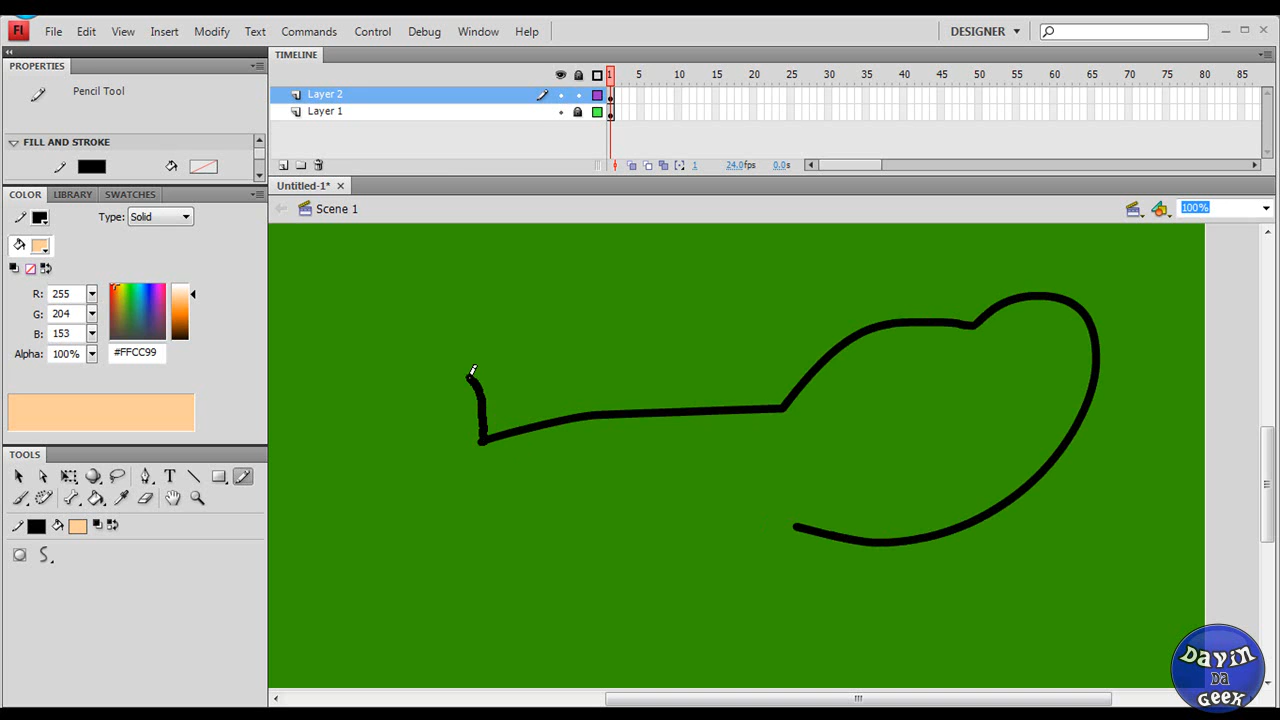 Fl File Edit View Insert Modify Text Commands Control Debug Window Help DESIGNER
PROPERTIES
TIMELINE
Pencil Tool
1 5 10 15 20 25 30 35 40 45 50 55 60 65 70 75 80 85
Layer 2
Layer 1
FILL AND STROKE
1 24.0fps 0.0s
COLOR LIBRARY SWATCHES
Untitled-1*
Type: Solid
Scene 1
100%
R: 255
G: 204
B: 153
Alpha: 100% #FFCC99
TOOLS
T
Dayin
Da
Geek